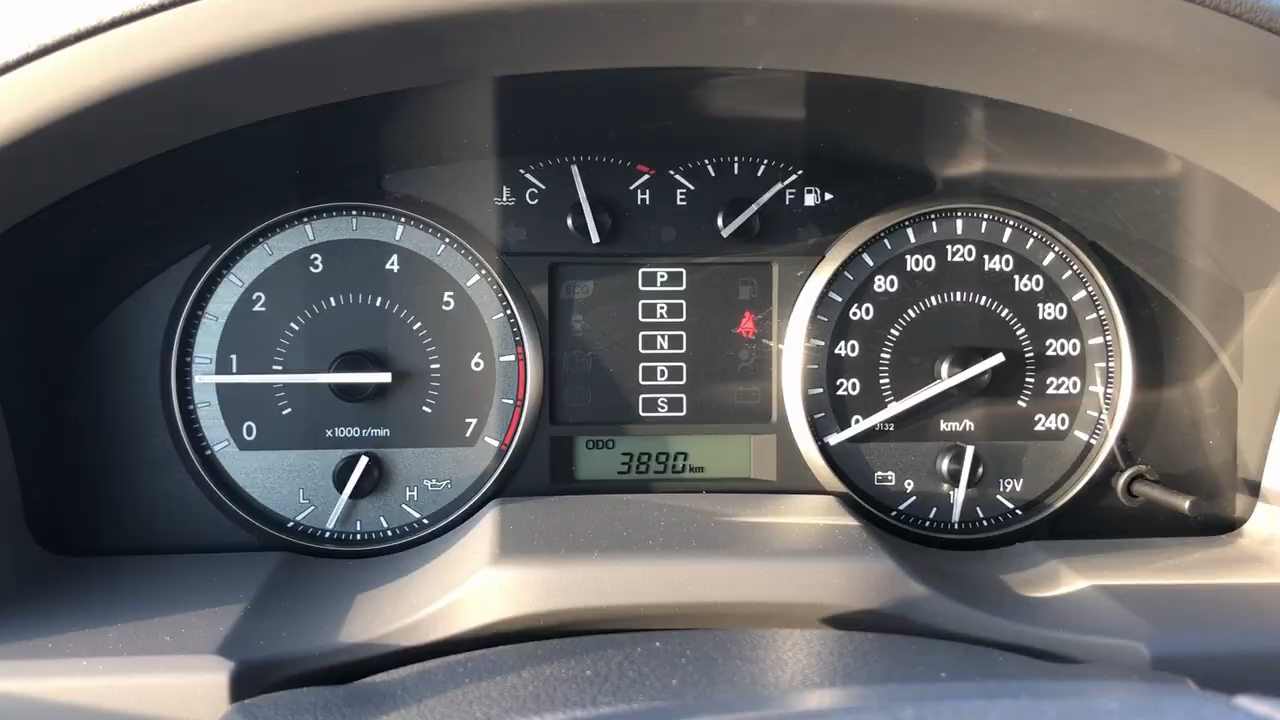 C H E F
P
R
N
D
S
0 1 2 3 4 5 6 7
x1000 r/min
L H
ODO
3890 km
0 20 40 60 80 100 120 140 160 180 200 220 240
J132
km/h
9 19V